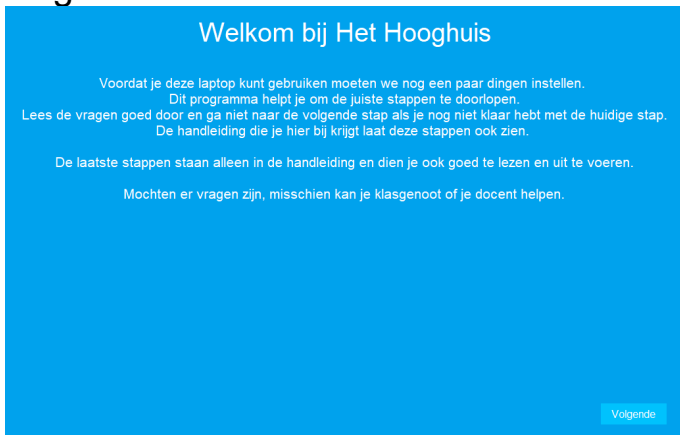 Welkom bij Het Hooghuis
Voordat je deze laptop kunt gebruiken moeten we nog een paar dingen instellen.
Dit programma helpt je om de juiste stappen te doorlopen.
Lees de vragen goed door en ga niet naar de volgende stap als je nog niet klaar hebt met de huidige stap.
De handleiding die je hier bij krijgt laat deze stappen ook zien.
De laatste stappen staan alleen in de handleiding en dien je ook goed te lezen en uit te voeren.
Mochten er vragen zijn, misschien kan je klasgenoot of je docent helpen.
Volgende